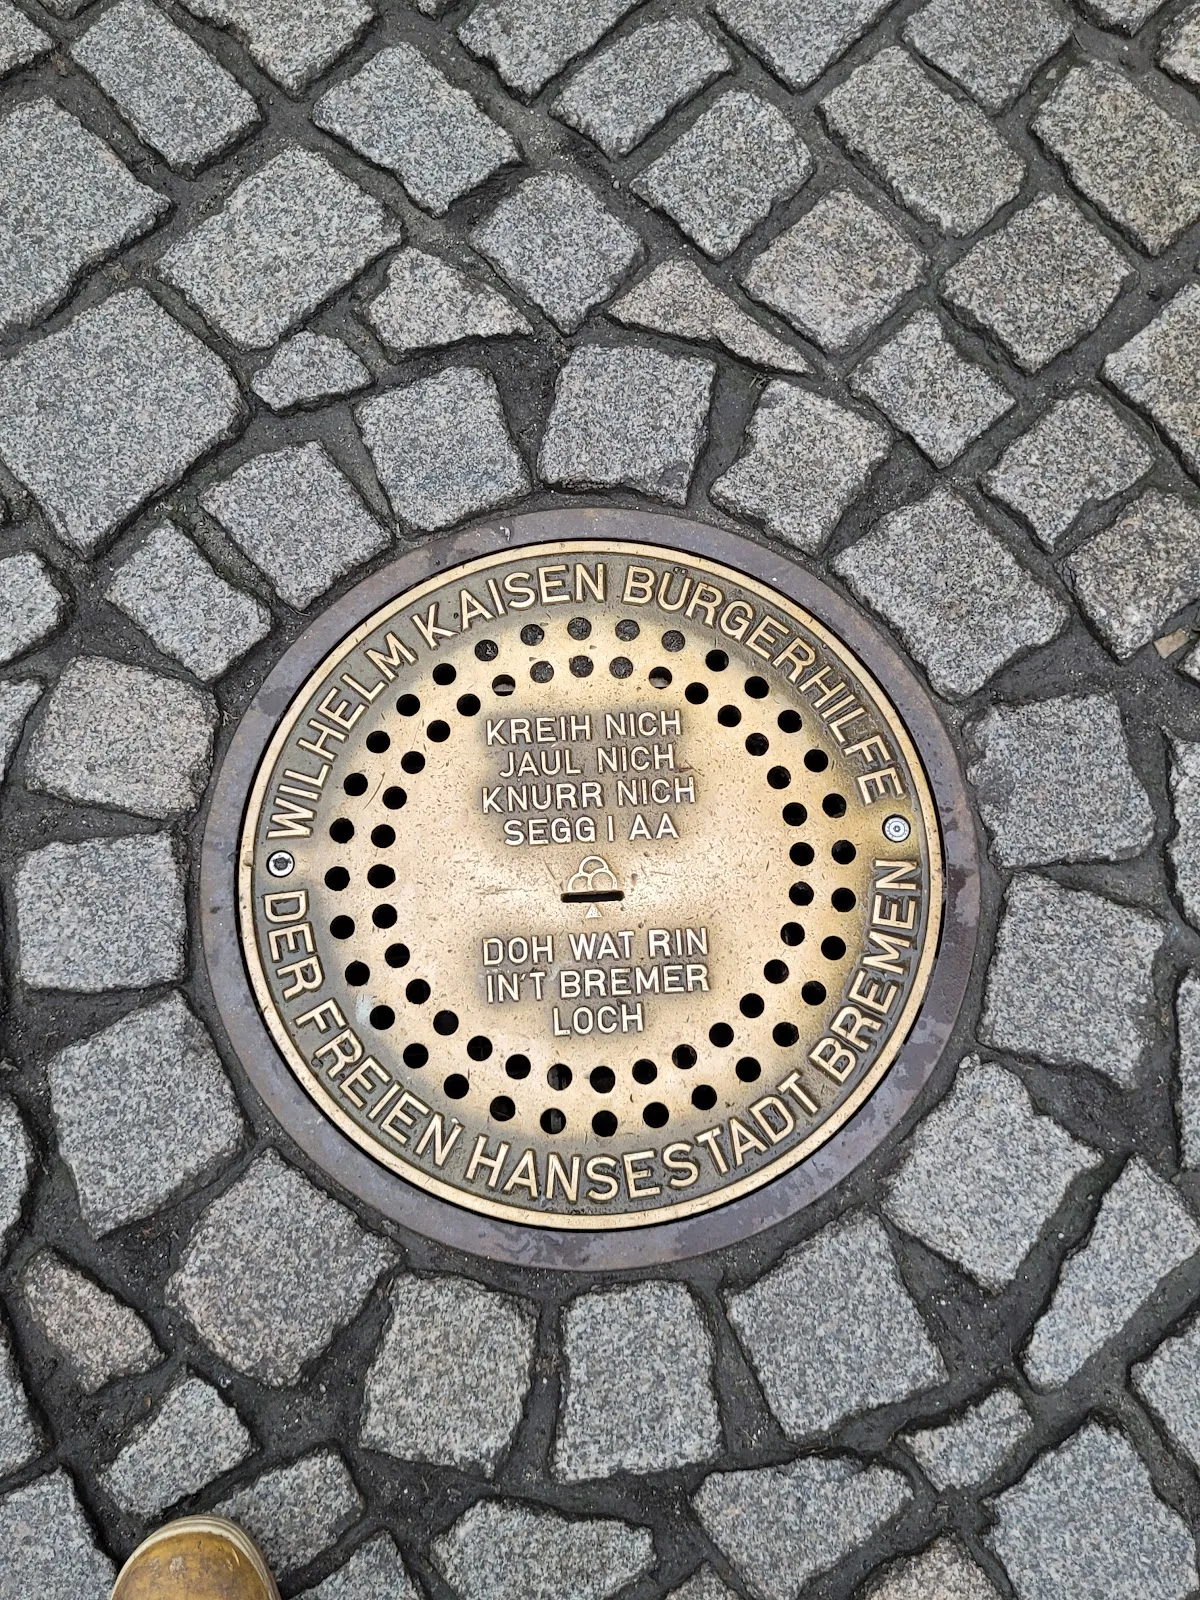 WILHELM KAISEN BÜRGERHILFE
KREIH NICH
JAUL NICH
KNURR NICH
SEGG I AA
DOH WAT RIN
IN'T BREMER
LOCH
DER FREIEN HANSESTADT BREMEN